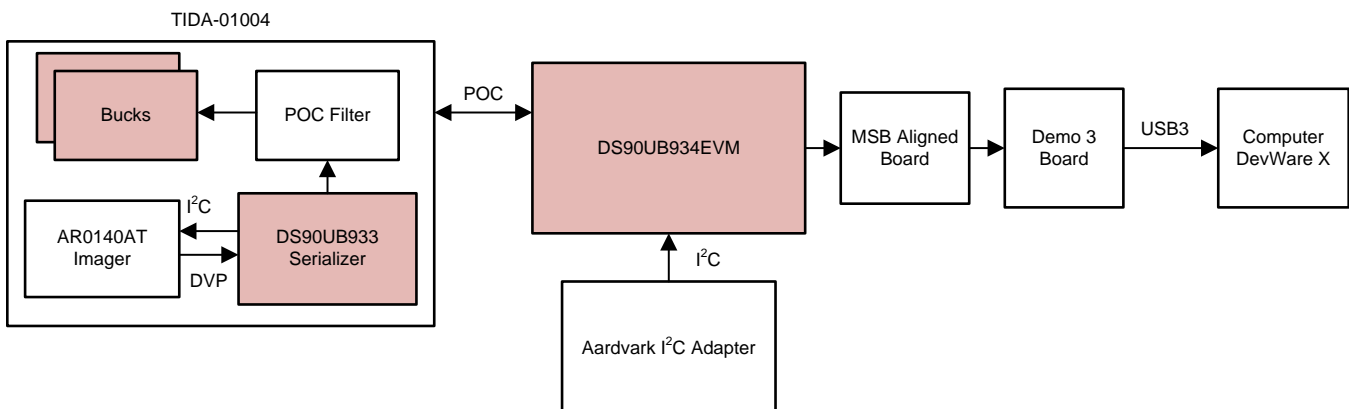 TIDA-01004
Bucks
POC Filter
I²C
AR0140AT
Imager
DVP
DS90UB933
Serializer
POC
DS90UB934EVM
I²C
Aardvark I²C Adapter
MSB Aligned
Board
Demo 3
Board
USB3
Computer
DevWare X